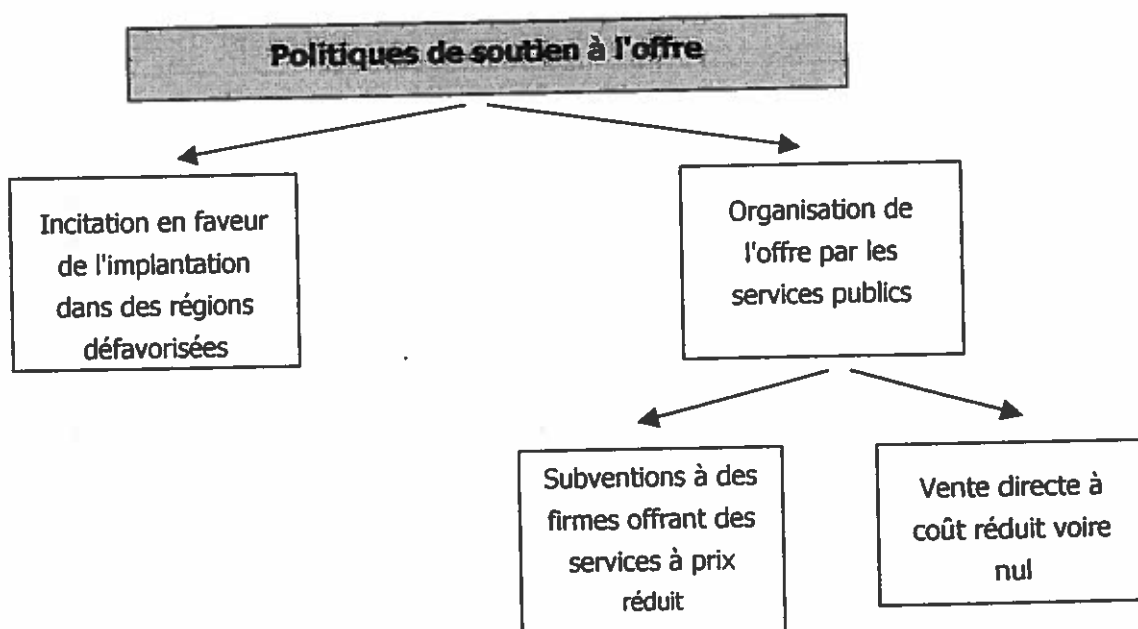 Politiques de soutien à l'offre
Incitation en faveur
de l'implantation
dans des régions
défavorisées
Organisation de
l'offre par les
services publics
Subventions à des
firmes offrant des
services à prix
réduit
Vente directe à
coût réduit voire
nul